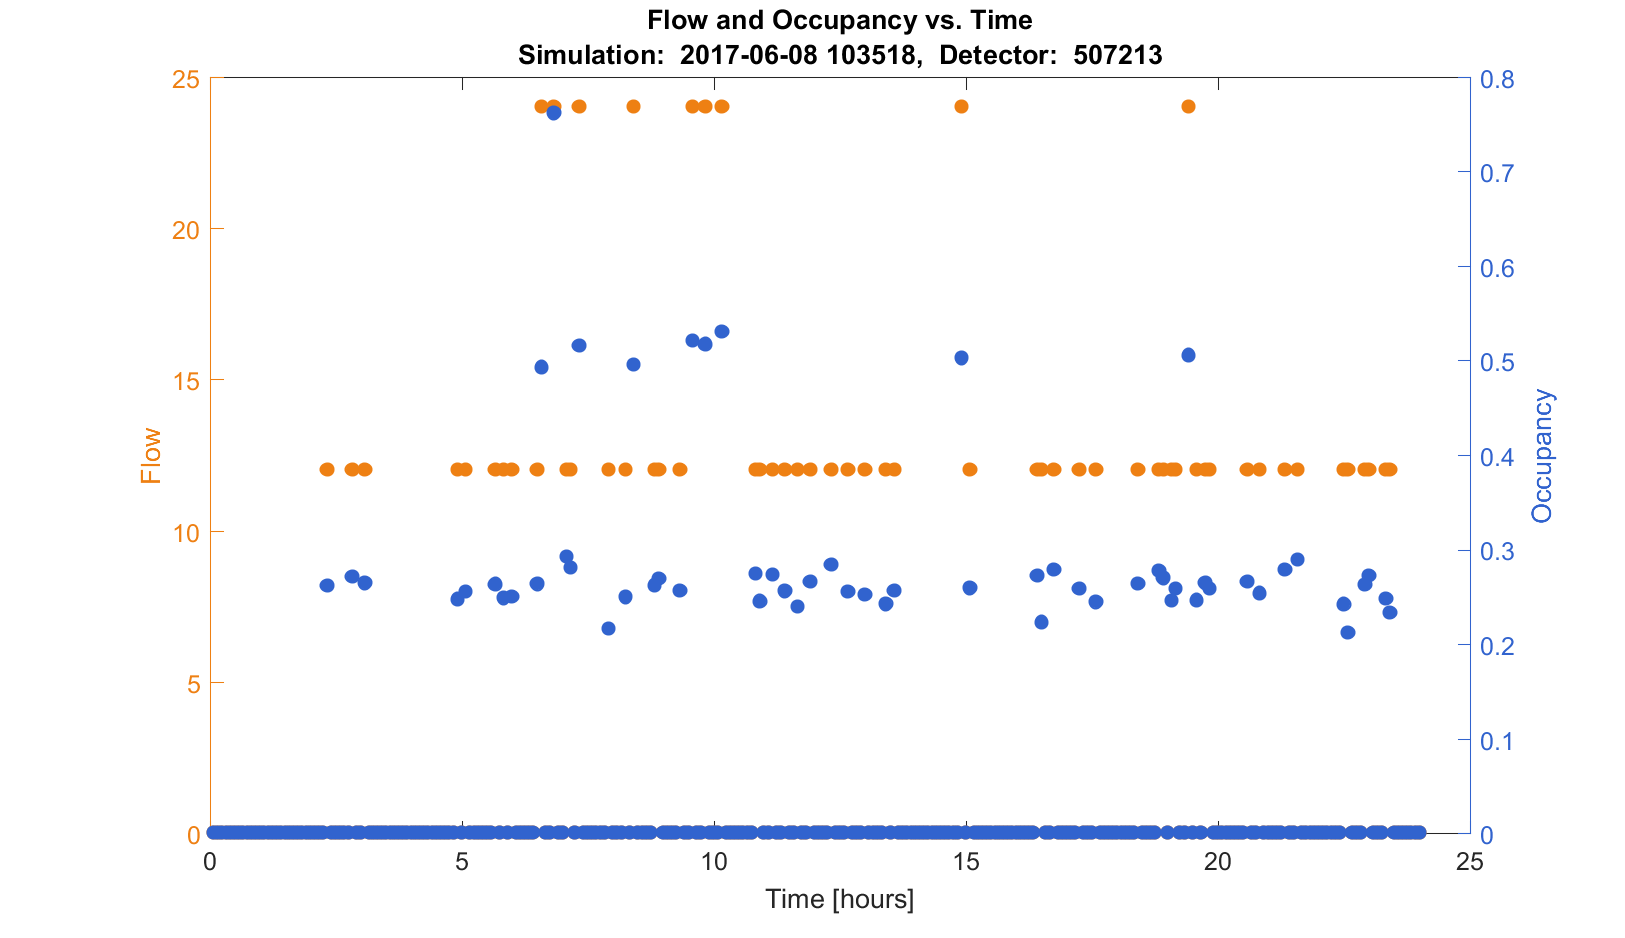 Flow and Occupancy vs. Time
Simulation:  2017-06-08 103518,  Detector:  507213
25
20
15
10
5
0
Flow
0.8
0.7
0.6
0.5
0.4
0.3
0.2
0.1
0
Occupancy
0 5 10 15 20 25
Time [hours]